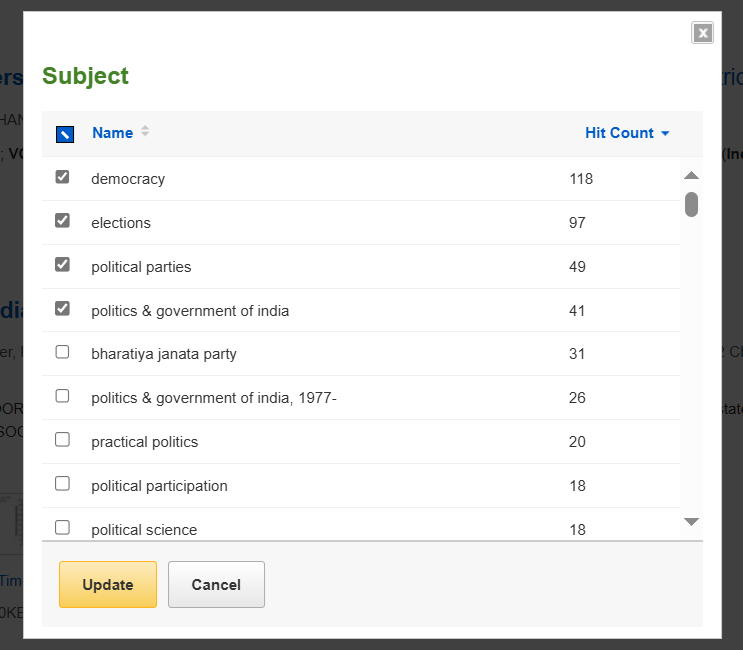 x
Subject
Name Hit Count
democracy 118
elections 97
political parties 49
politics & government of india 41
bharatiya janata party 31
politics & government of india, 1977- 26
practical politics 20
political participation 18
political science 18
Update Cancel